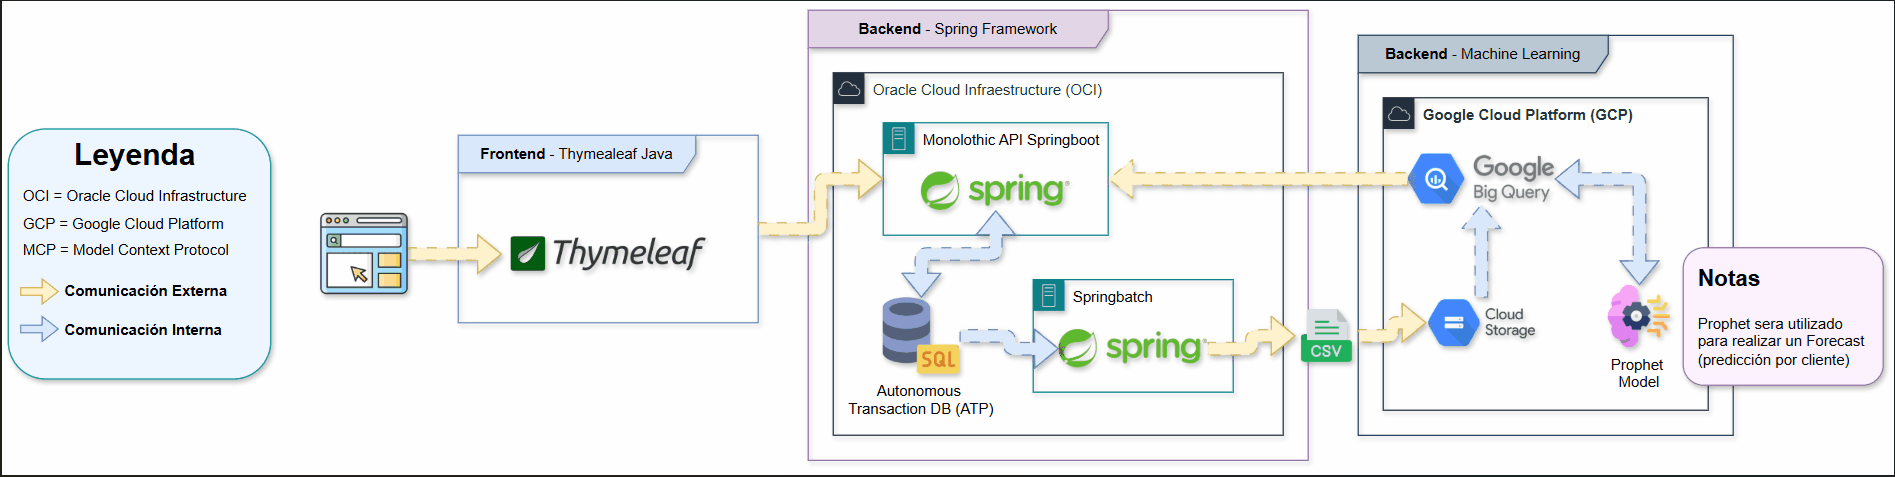 Leyenda
OCI = Oracle Cloud Infrastructure
GCP = Google Cloud Platform
MCP = Model Context Protocol
Comunicación Externa
Comunicación Interna
Frontend - Thymealeaf Java
Thymeleaf
Backend - Spring Framework
Oracle Cloud Infraestructure (OCI)
Monolothic API Springboot
spring
SQL
Autonomous
Transaction DB (ATP)
Springbatch
spring
CSV
Backend - Machine Learning
Google Cloud Platform (GCP)
Google
Big Query
Cloud
Storage
Prophet
Model
Notas
Prophet sera utilizado
para realizar un Forecast
(predicción por cliente)